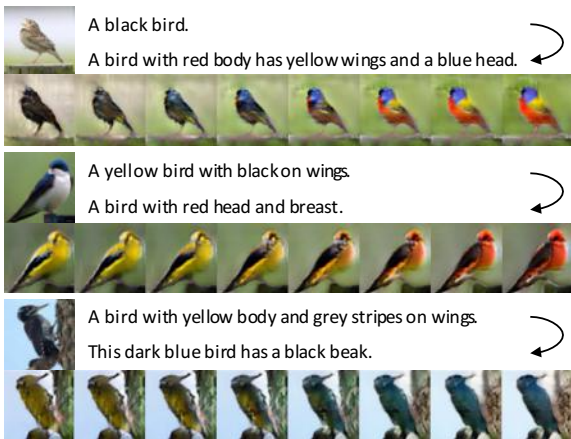 A black bird.
A bird with red body has yellow wings and a blue head.
A yellow bird with black on wings.
A bird with red head and breast.
A bird with yellow body and grey stripes on wings.
This dark blue bird has a black beak.